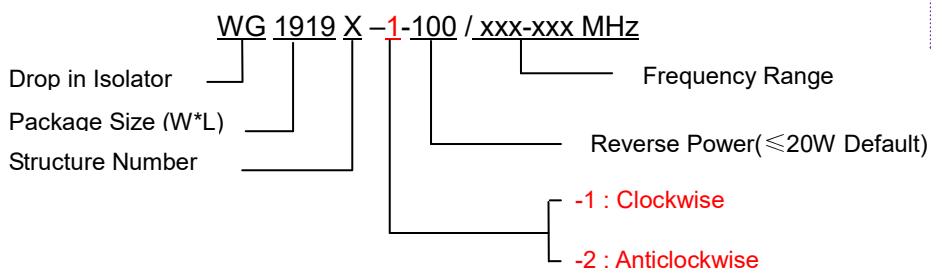 WG 1919 X –1-100 / xxx-xxx MHz
Drop in Isolator
Frequency Range
Package Size (W*L)
Reverse Power(≤20W Default)
Structure Number
-1 : Clockwise
-2 : Anticlockwise